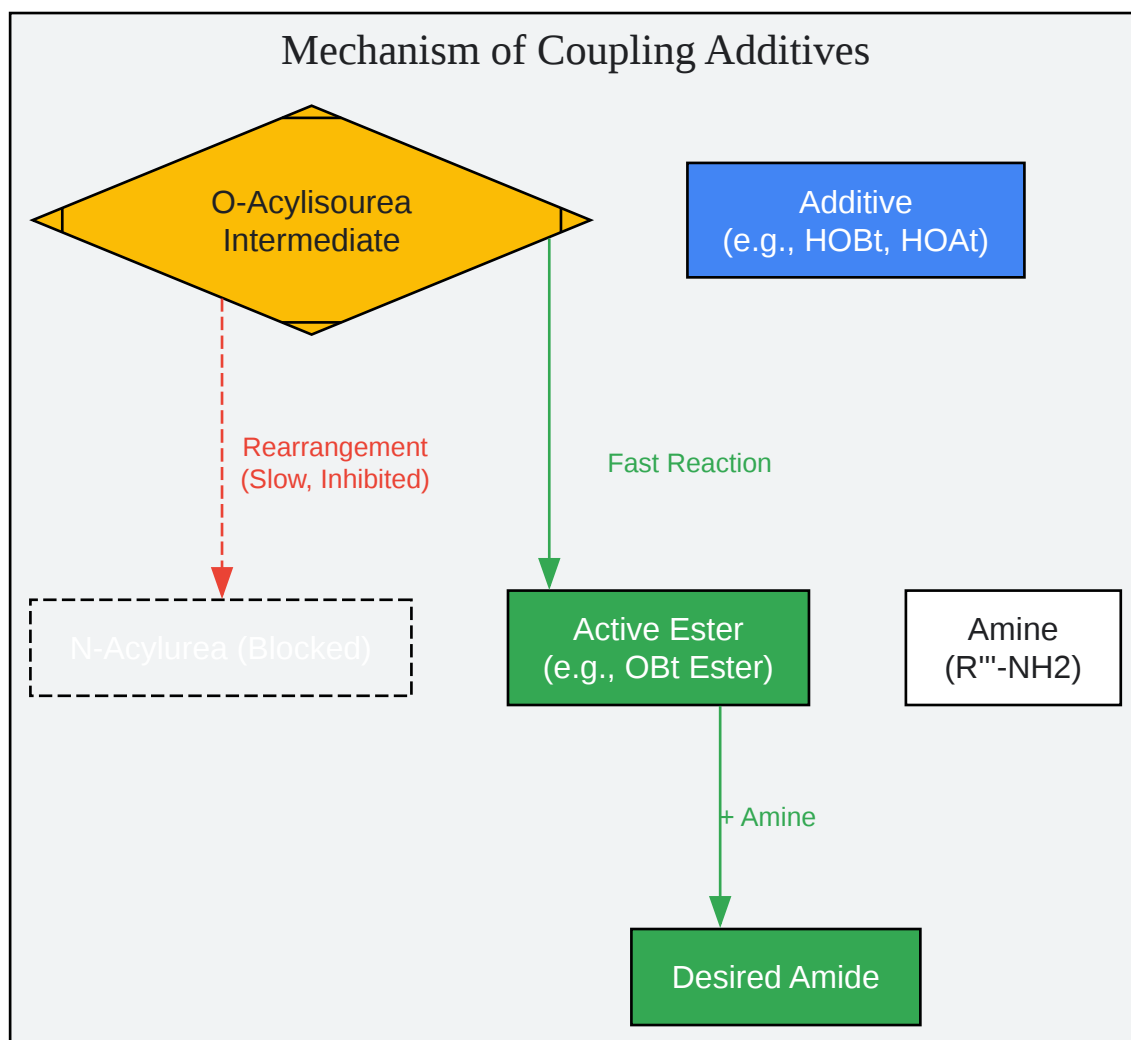 Mechanism of Coupling Additives
O-Acylisourea
Intermediate
Additive
(e.g., HOBt, HOAt)
Rearrangement
(Slow, Inhibited)
Fast Reaction
N-Acylurea (Blocked)
Active Ester
(e.g., OBt Ester)
Amine
(R'''-NH2)
+ Amine
Desired Amide